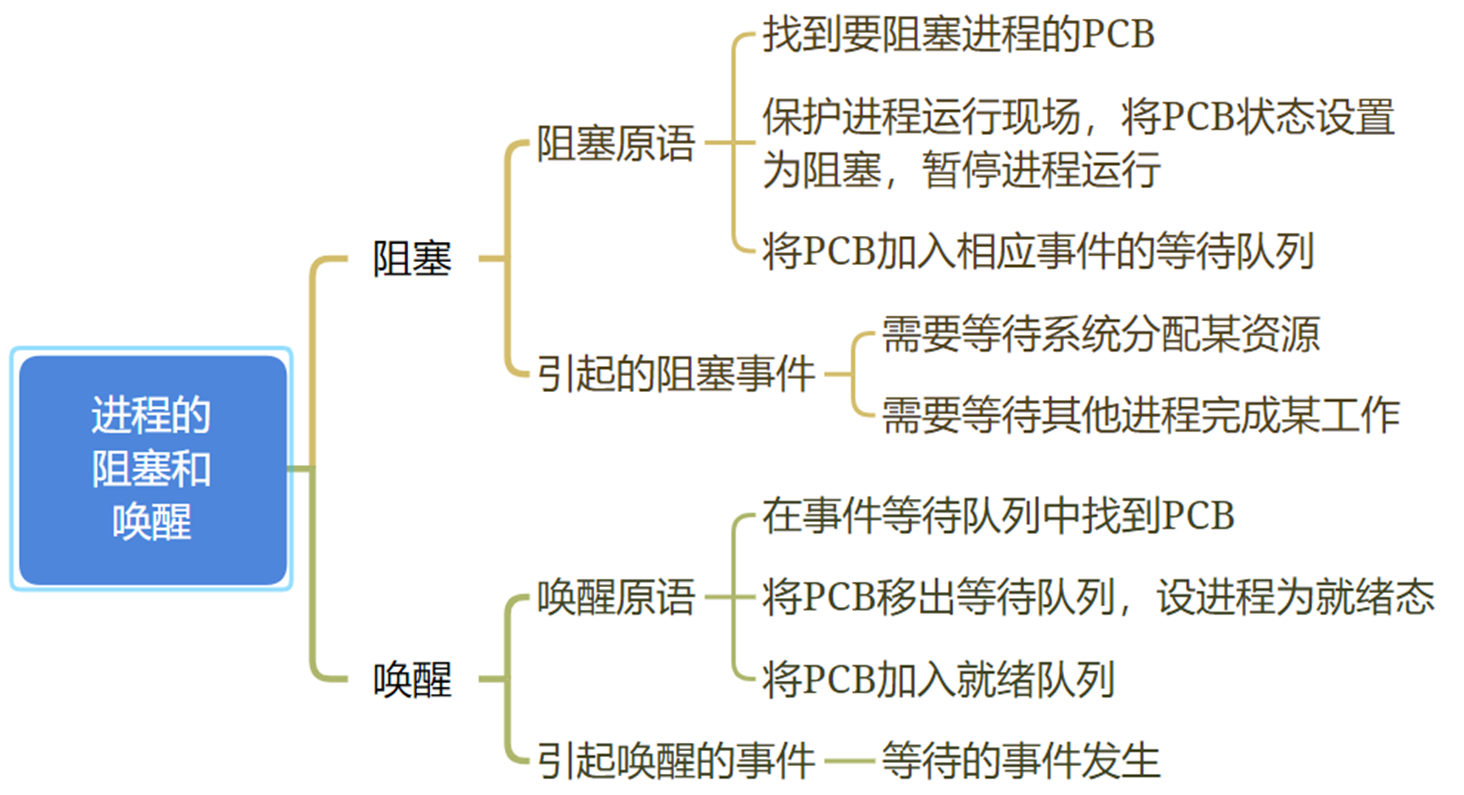 进程的
阻塞和
唤醒
阻塞
阻塞原语
找到要阻塞进程的PCB
保护进程运行现场，将PCB状态设置
为阻塞，暂停进程运行
将PCB加入相应事件的等待队列
引起的阻塞事件
需要等待系统分配某资源
需要等待其他进程完成某工作
唤醒
唤醒原语
在事件等待队列中找到PCB
将PCB移出等待队列，设进程为就绪态
将PCB加入就绪队列
引起唤醒的事件
等待的事件发生